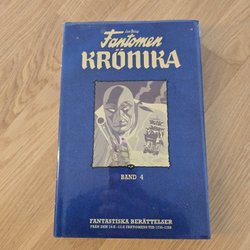 Lee Falk
Fantomen
KRÖNIKA
BAND 4
FANTASTISKA BERÄTTELSER